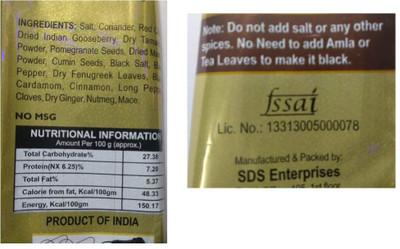 INGREDIENTS: Salt, Coriander, Red
Dried Indian Gooseberry, Dry
Powder, Pomegranate Seeds, Dried
Powder, Cumin Seeds, Black Salt,
Pepper, Dry Fenugreek Leaves,
Cardamom, Cinnamon, Long
Cloves, Dry Ginger, Nutmeg, Mace.
NO MSG
NUTRITIONAL INFORMATION
Amount Per 100 g (approx.)
Total Carbohydrate% 27.38
Protein(NX 6.25)% 7.20
Total Fat% 5.37
Calorie from fat, Kcal/100gm 48.33
Energy, Kcal/100gm 150.17
PRODUCT OF INDIA
Note: Do not add salt or any other
spices. No Need to add Amla or
Tea Leaves to make it black.
fssai
Lic. No.: 13313005000078
Manufactured & Packed by:
SDS Enterprises
1st floor